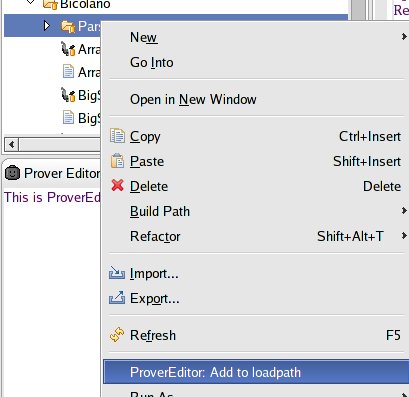 Bicolano
Pars
Arra
Arra
BigS
BigS
Re
New
Go Into
Open in New Window
Copy Ctrl+Insert
Paste Shift+Insert
Delete Delete
Build Path
Refactor Shift+Alt+T
Import...
Export...
Refresh F5
ProverEditor: Add to loadpath
Run As
Prover Editor
This is ProverEd